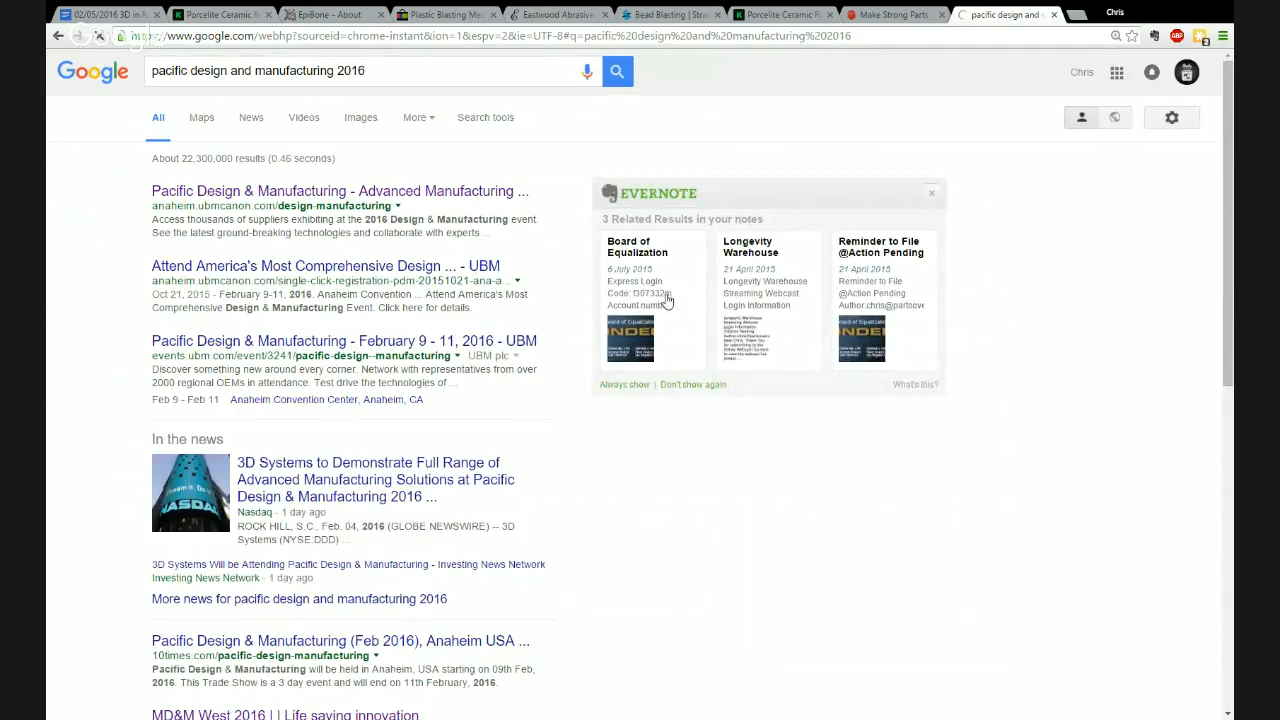 02/05/2016 3D in R
Porcelite Ceramic R
EpiBone – About
Plastic Blasting Me
Eastwood Abrasive
Bead Blasting | Stra
Porcelite Ceramic R
Make Strong Parts
pacific design and
Chris
https://www.google.com/webhp?sourceid=chrome-instant&ion=1&espv=2&ie=UTF-8#q=pacific%20design%20and%20manufacturing%202016
ABP
2
Google
pacific design and manufacturing 2016
Chris
All
Maps
News
Videos
Images
More
Search tools
About 22,300,000 results (0.46 seconds)
Pacific Design & Manufacturing - Advanced Manufacturing ...
anaheim.ubmcanon.com/design-manufacturing
Access thousands of suppliers exhibiting at the 2016 Design & Manufacturing event.
See the latest ground-breaking technologies and collaborate with experts ...
Attend America's Most Comprehensive Design ... - UBM
anaheim.ubmcanon.com/single-click-registration-pdm-20151021-ana-a...
Oct 21, 2015 - February 9-11, 2016. Anaheim Convention ... Attend America's Most
Comprehensive Design & Manufacturing Event. Click here for details.
Pacific Design & Manufacturing - February 9 - 11, 2016 - UBM
events.ubm.com/event/3241/pacific-design-manufacturing
UBM plc
Discover something new around every corner. Network with representatives from over
2000 regional OEMs in attendance. Test drive the technologies of ...
Feb 9 - Feb 11 Anaheim Convention Center, Anaheim, CA
In the news
3D Systems to Demonstrate Full Range of
Advanced Manufacturing Solutions at Pacific
Design & Manufacturing 2016 ...
Nasdaq - 1 day ago
ROCK HILL, S.C., Feb. 04, 2016 (GLOBE NEWSWIRE) -- 3D
Systems (NYSE:DDD) ...
NASDAQ
3D Systems Will be Attending Pacific Design & Manufacturing - Investing News Network
Investing News Network - 1 day ago
More news for pacific design and manufacturing 2016
Pacific Design & Manufacturing (Feb 2016), Anaheim USA ...
10times.com/pacific-design-manufacturing
Pacific Design & Manufacturing will be held in Anaheim, USA starting on 09th Feb,
2016. This Trade Show is a 3 day event and will end on 11th February, 2016.
MD&M West 2016 | | Life saving innovation
EVERNOTE
3 Related Results in your notes
Board of
Equalization
6 July 2015
Express Login
Code: f307332m
Account numb
Longevity
Warehouse
21 April 2015
Longevity Warehouse
Streaming Webcast
Login Information
Reminder to File
@Action Pending
21 April 2015
Reminder to File
@Action Pending
Author:chris@partsove
Always show | Don't show again
What's this?